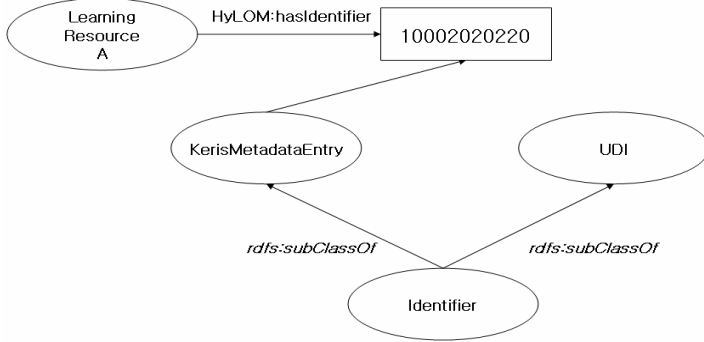 Learning
Resource
A
HyLOM:hasIdentifier
10002020220
KerisMetadataEntry
UDI
rdfs:subClassOf
rdfs:subClassOf
Identifier